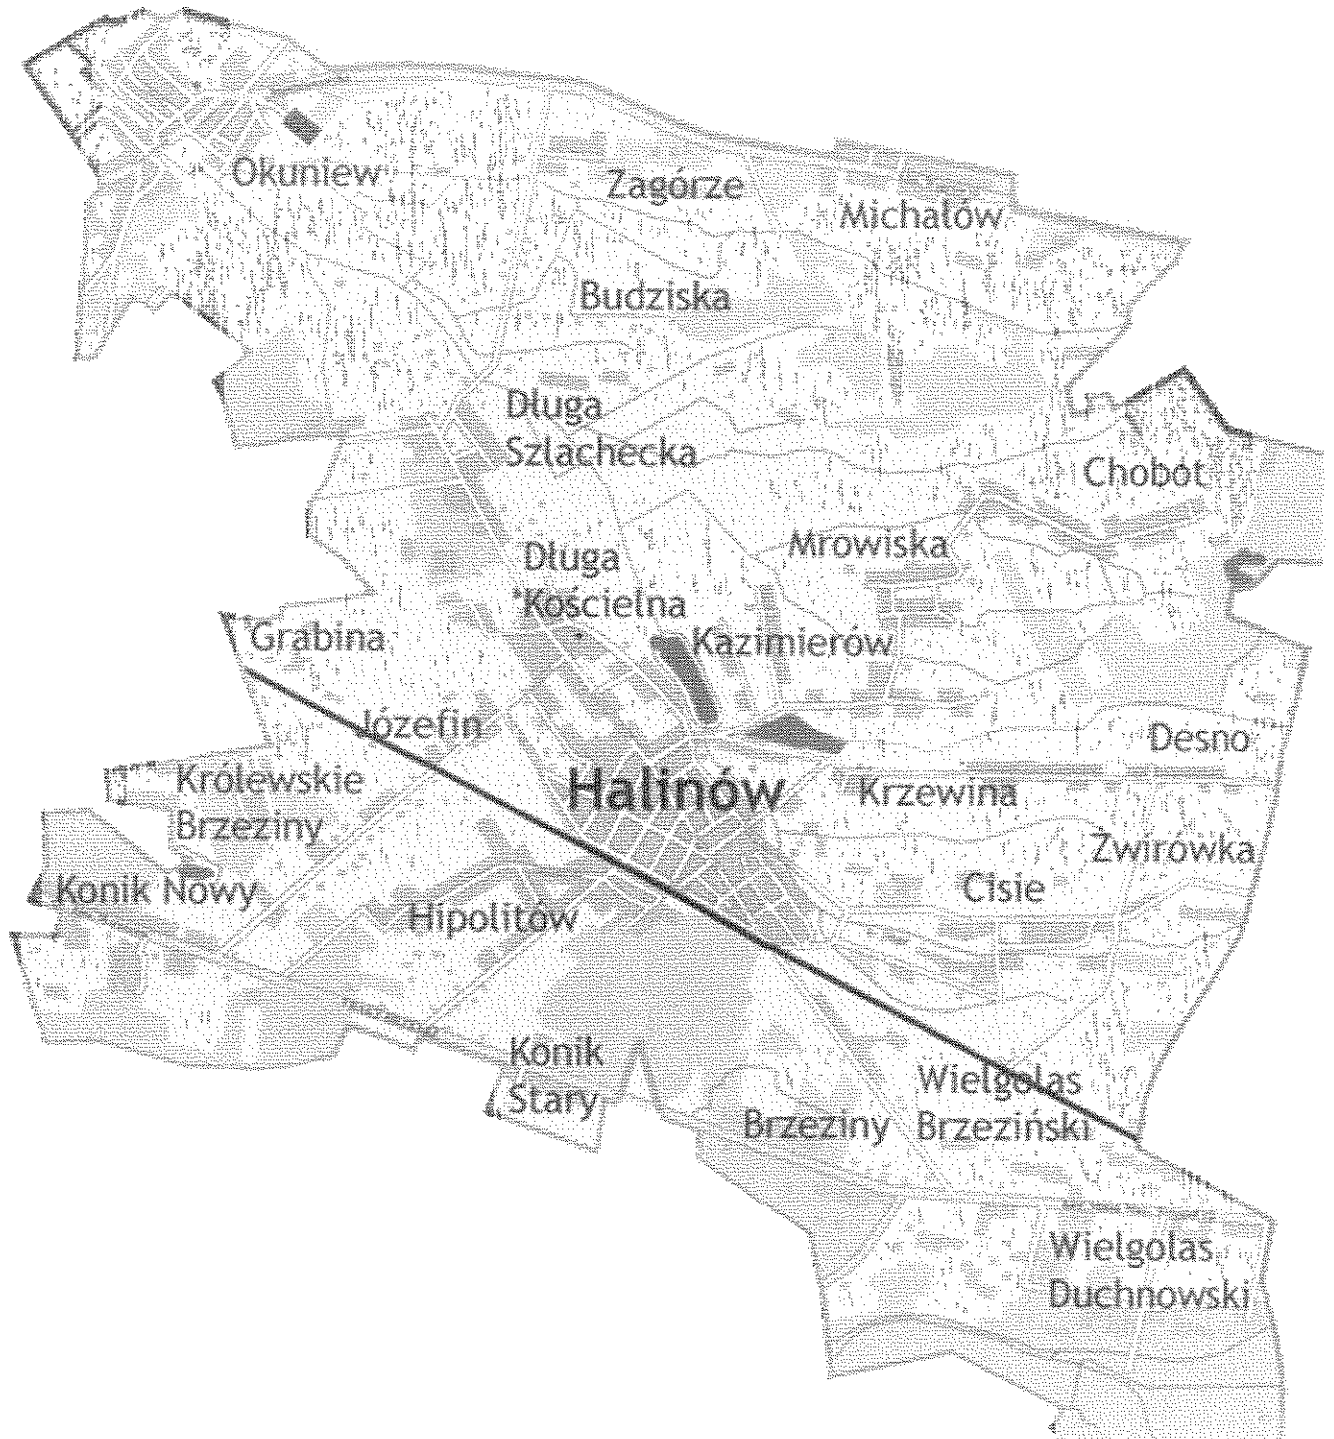 Okuniew
Zagórze
Michałów
Budziska
Długa
Szlachecka
Chobot
Mrowiska
Długa
Kościelna
Grabina
Kazimierów
Józefin
Desno
Królewskie
Brzeziny
Halinów
Krzewina
Żwirówka
Konik Nowy
Cisie
Hipolitów
Konik
Stary
Wielgolas
Brzeziński
Brzeziny
Wielgolas
Duchnowski